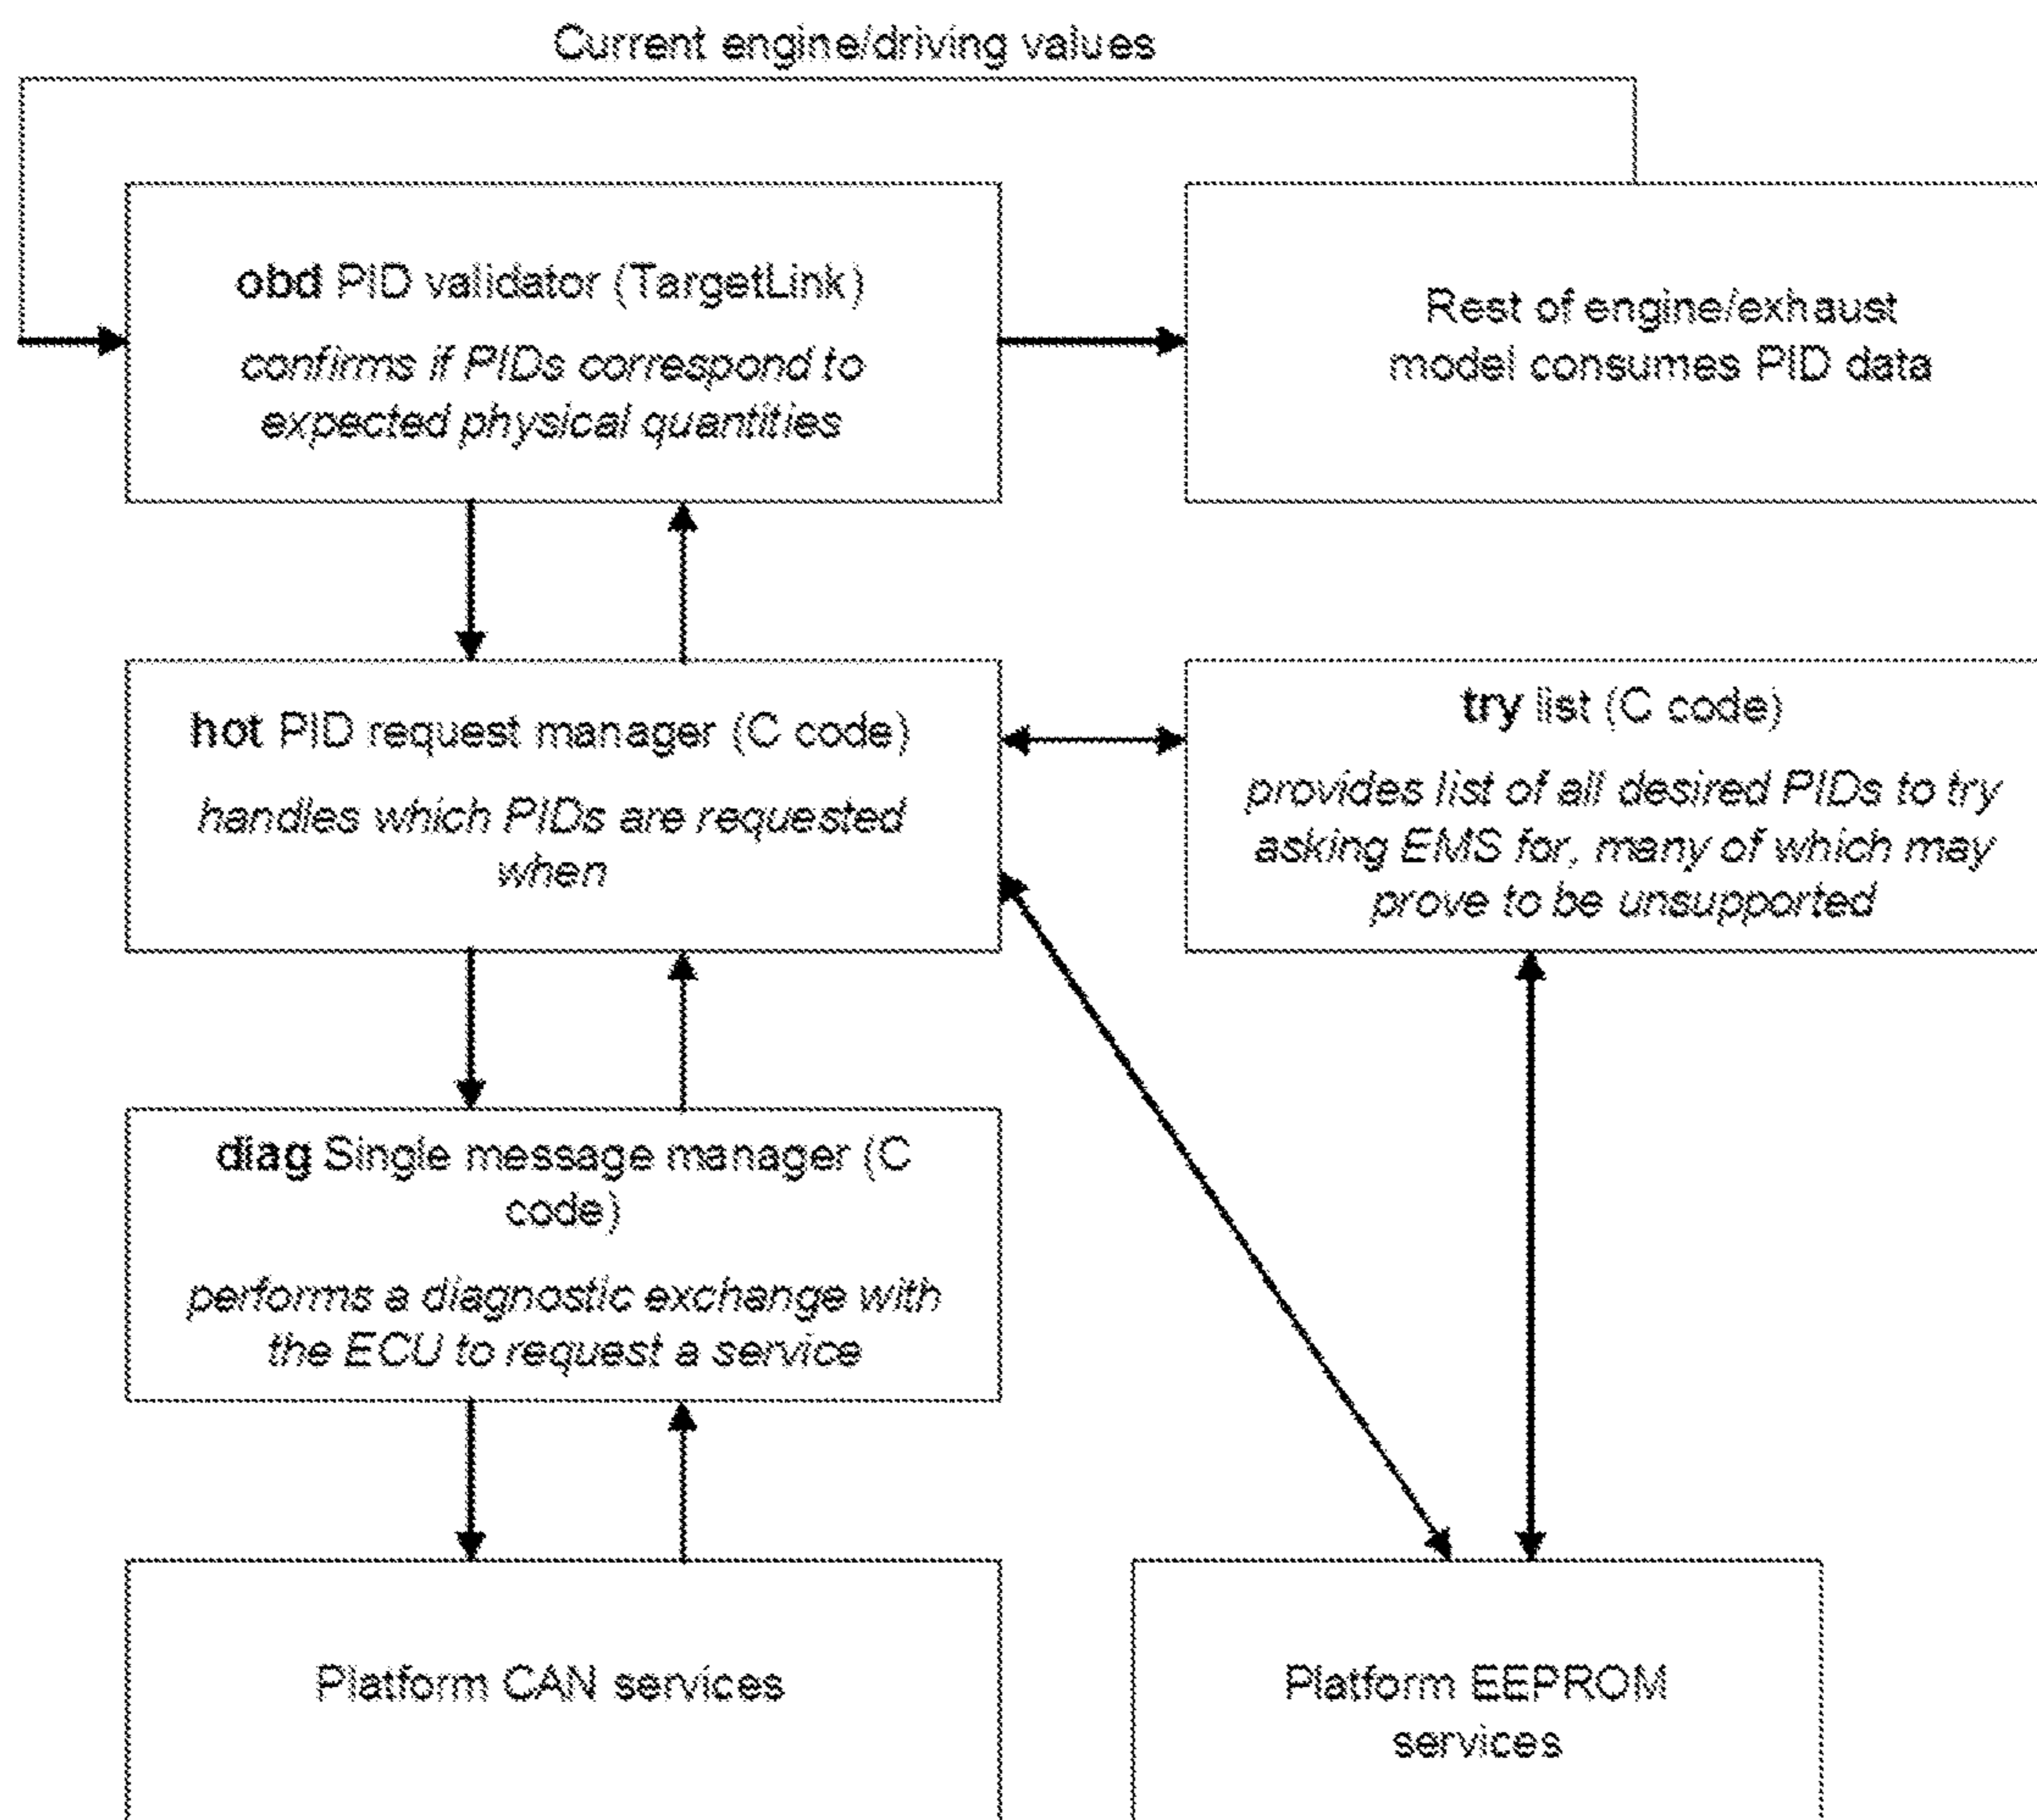 Current engine/driving values
obd PID validator (TargetLink)
confirms if PIDs correspond to
expected physical quantities
Rest of engine/exhaust
model consumes PID data
hot PID request manager (C code)
handles which PIDs are requested
when
try list (C code)
provides list of all desired PIDs to try
asking EMS for, many of which may
prove to be unsupported
diag Single message manager (C
code)
performs a diagnostic exchange with
the ECU to request a service
Platform CAN services
Platform EEPROM
services